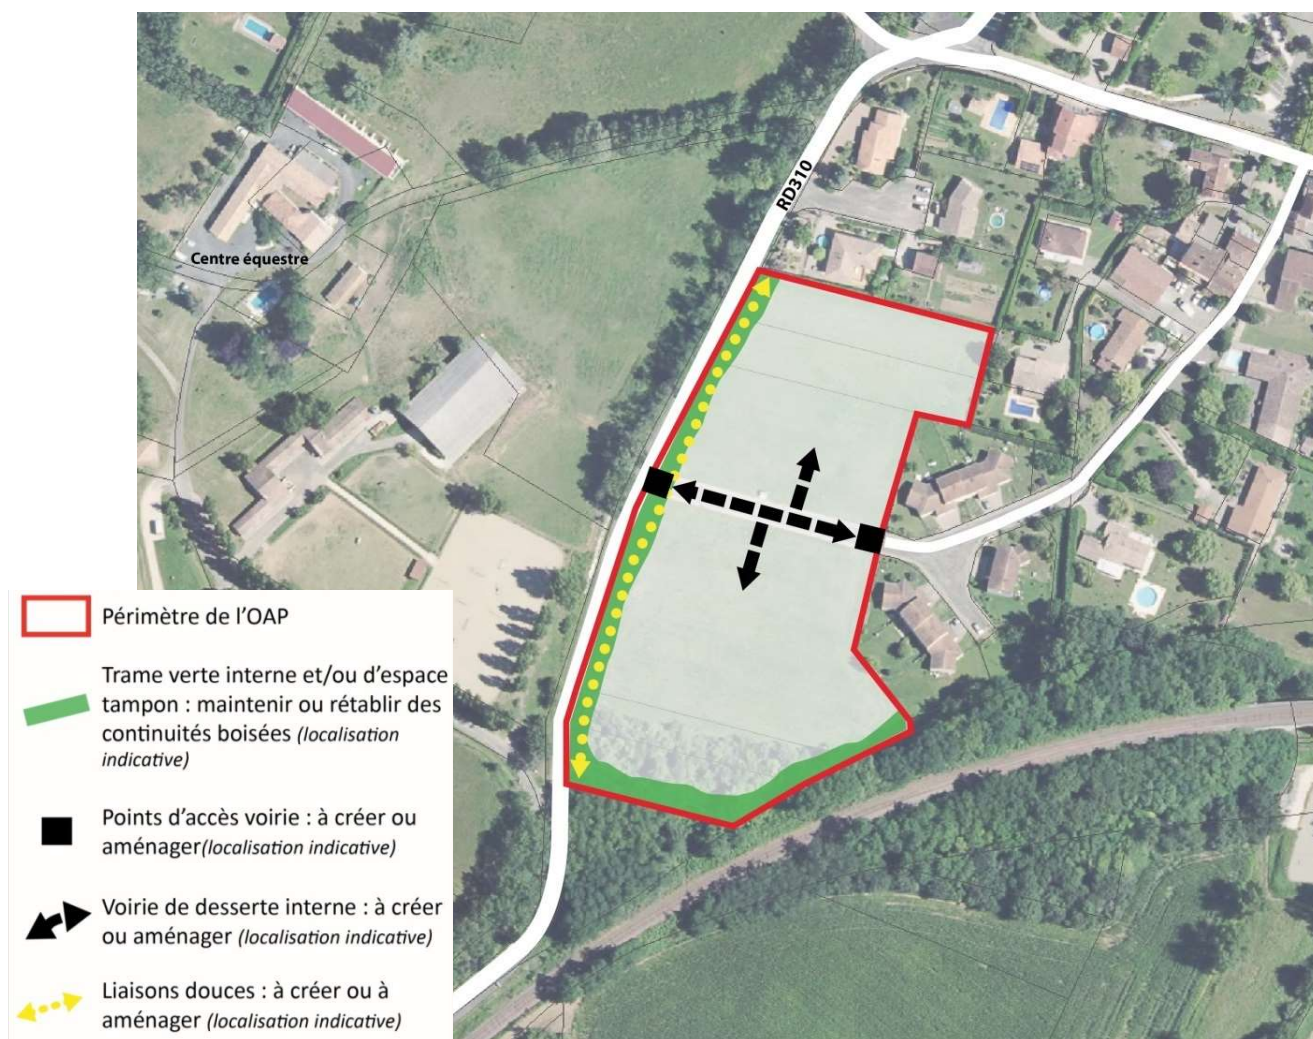 RD310
Centre équestre
Périmètre de l'OAP
Trame verte interne et/ou d'espace
tampon : maintenir ou rétablir des
continuités boisées (localisation
indicative)
Points d'accès voirie : à créer ou
aménager(localisation indicative)
Voirie de desserte interne : à créer
ou aménager (localisation indicative)
Liaisons douces : à créer ou à
aménager (localisation indicative)